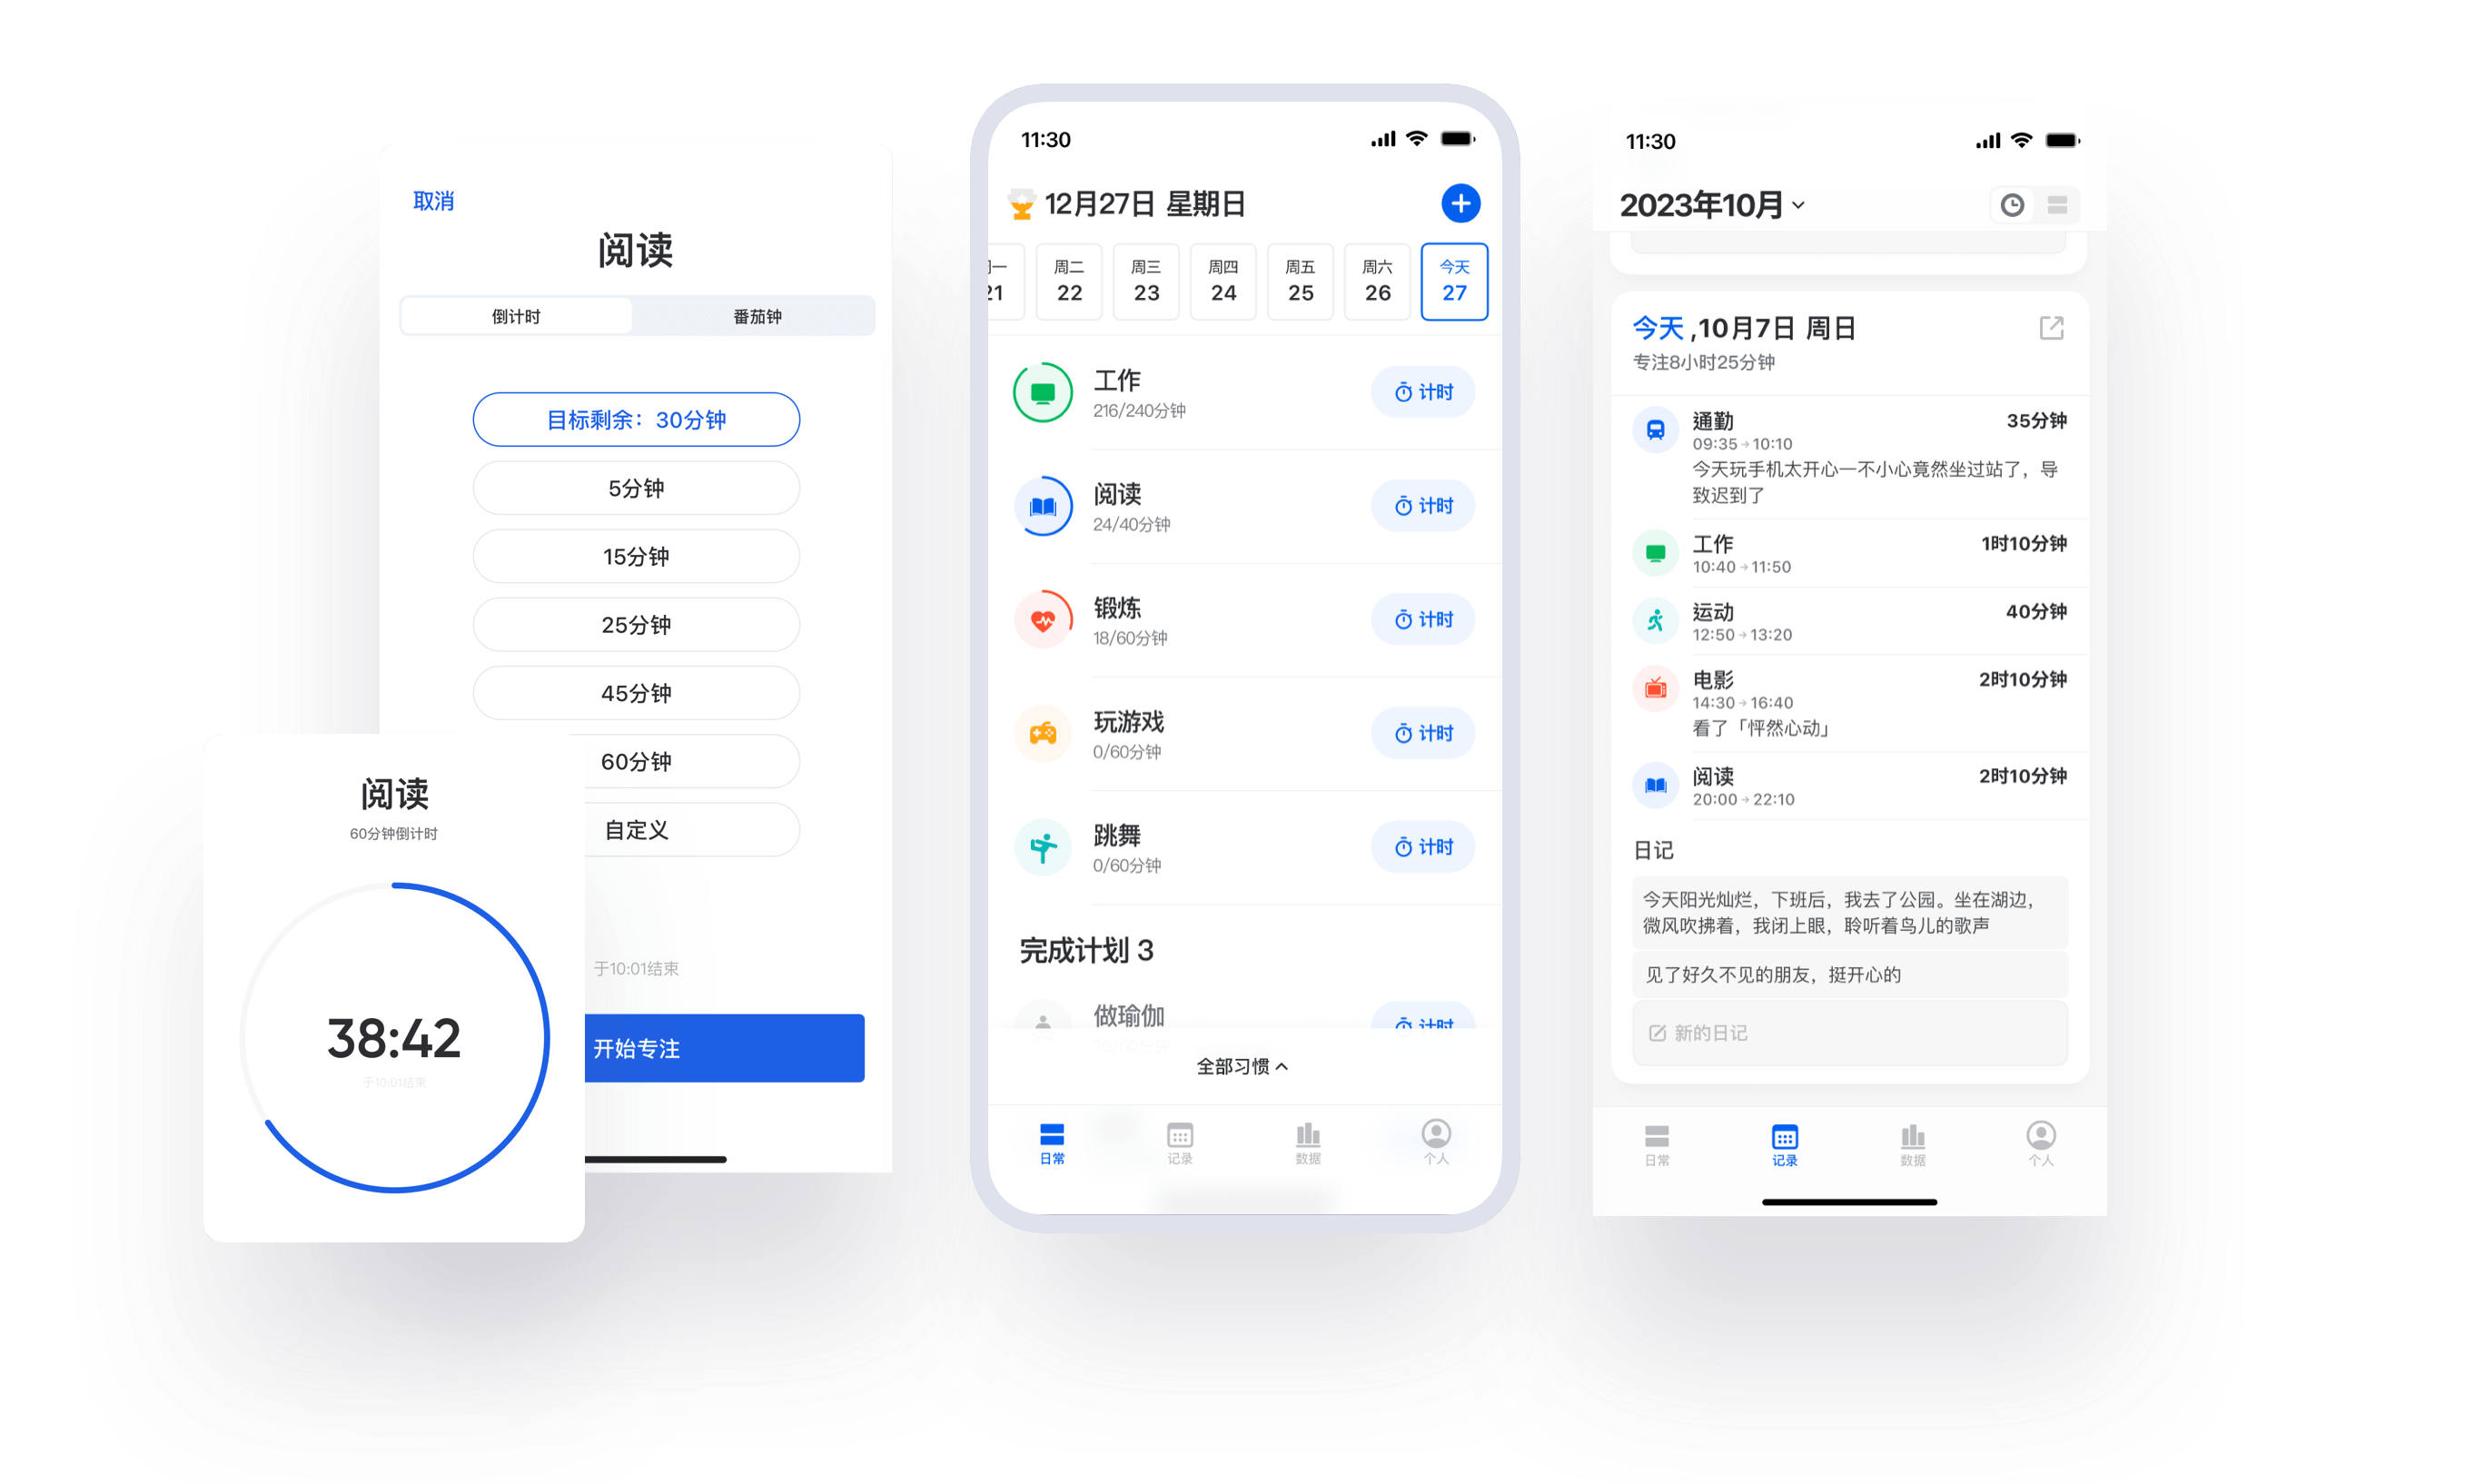 取消
阅读
倒计时
番茄钟
目标剩余：30分钟
5分钟
15分钟
25分钟
45分钟
60分钟
自定义
于10:01结束
开始专注
阅读
60分钟倒计时
38:42
于10:01结束
11:30
12月27日 星期日
周一
21
周二
22
周三
23
周四
24
周五
25
周六
26
今天
27
工作
216/240分钟
计时
阅读
24/40分钟
计时
锻炼
18/60分钟
计时
玩游戏
0/60分钟
计时
跳舞
0/60分钟
计时
完成计划 3
做瑜伽
计时
全部习惯
日常
记录
数据
个人
11:30
2023年10月
今天 ,10月7日 周日
专注8小时25分钟
通勤
35分钟
09:35→10:10
今天玩手机太开心一不小心竟然坐过站了，导
致迟到了
工作
1时10分钟
10:40→11:50
运动
40分钟
12:50→13:20
电影
2时10分钟
14:30→16:40
看了「怦然心动」
阅读
2时10分钟
20:00→22:10
日记
今天阳光灿烂，下班后，我去了公园。坐在湖边，
微风吹拂着，我闭上眼，聆听着鸟儿的歌声
见了好久不见的朋友，挺开心的
新的日记
日常
记录
数据
个人